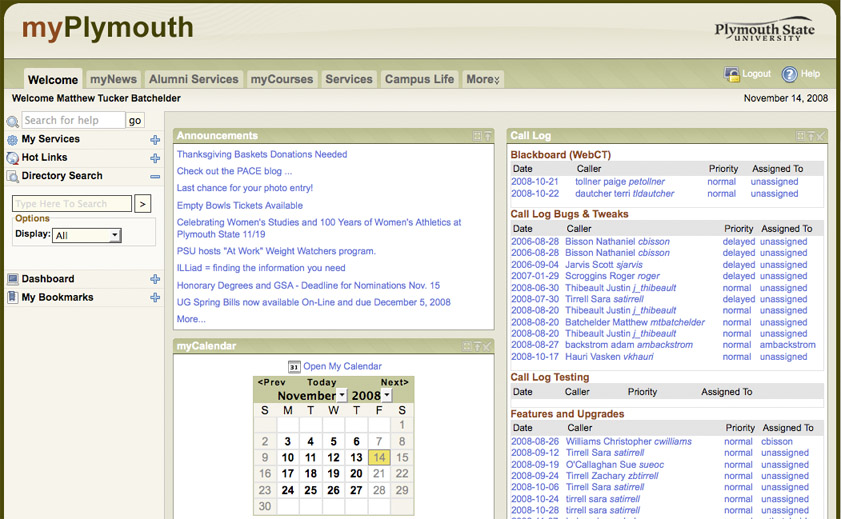 myPlymouth
Plymouth State
UNIVERSITY
Welcome myNews Alumni Services myCourses Services Campus Life More
Logout Help
Welcome Matthew Tucker Batchelder
November 14, 2008
Search for help go
My Services
Hot Links
Directory Search
Type Here To Search >
Options
Display: All
Dashboard
My Bookmarks
Announcements
Thanksgiving Baskets Donations Needed
Check out the PACE blog ...
Last chance for your photo entry!
Empty Bowls Tickets Available
Celebrating Women's Studies and 100 Years of Women's Athletics at
Plymouth State 11/19
PSU hosts "At Work" Weight Watchers program.
ILLiad = finding the information you need
Honorary Degrees and GSA - Deadline for Nominations Nov. 15
UG Spring Bills now available On-Line and due December 5, 2008
More...
myCalendar
31 Open My Calendar
<Prev Today Next>
November 2008
S M T W T F S
1
2 3 4 5 6 7 8
9 10 11 12 13 14 15
16 17 18 19 20 21 22
23 24 25 26 27 28 29
30
Call Log
Blackboard (WebCT)
Date Caller Priority Assigned To
2008-10-21 tollner paige petollner normal unassigned
2008-10-22 dautcher terri tldautcher normal unassigned
Call Log Bugs & Tweaks
Date Caller Priority Assigned To
2006-08-28 Bisson Nathaniel cbisson delayed unassigned
2006-08-28 Bisson Nathaniel cbisson delayed unassigned
2006-09-04 Jarvis Scott sjarvis delayed unassigned
2007-01-29 Scroggins Roger roger delayed unassigned
2008-06-30 Thibeault Justin j_thibeault normal unassigned
2008-07-30 Tirrell Sara satirrell delayed unassigned
2008-08-20 Thibeault Justin j_thibeault normal unassigned
2008-08-20 Batchelder Matthew mtbatchelder normal unassigned
2008-08-20 Thibeault Justin j_thibeault normal unassigned
2008-08-27 backstrom adam ambackstrom normal ambackstrom
2008-10-17 Hauri Vasken vkhauri normal unassigned
Call Log Testing
Date Caller Priority Assigned To
Features and Upgrades
Date Caller Priority Assigned To
2008-08-26 Williams Christopher cwilliams normal cbisson
2008-09-12 Tirrell Sara satirrell normal unassigned
2008-09-19 O'Callaghan Sue sueoc normal unassigned
2008-09-24 Tirrell Zachary zbtirrell normal unassigned
2008-10-06 Tirrell Sara satirrell normal unassigned
2008-10-24 tirrell sara satirrell normal unassigned
2008-10-28 tirrell sara satirrell normal unassigned